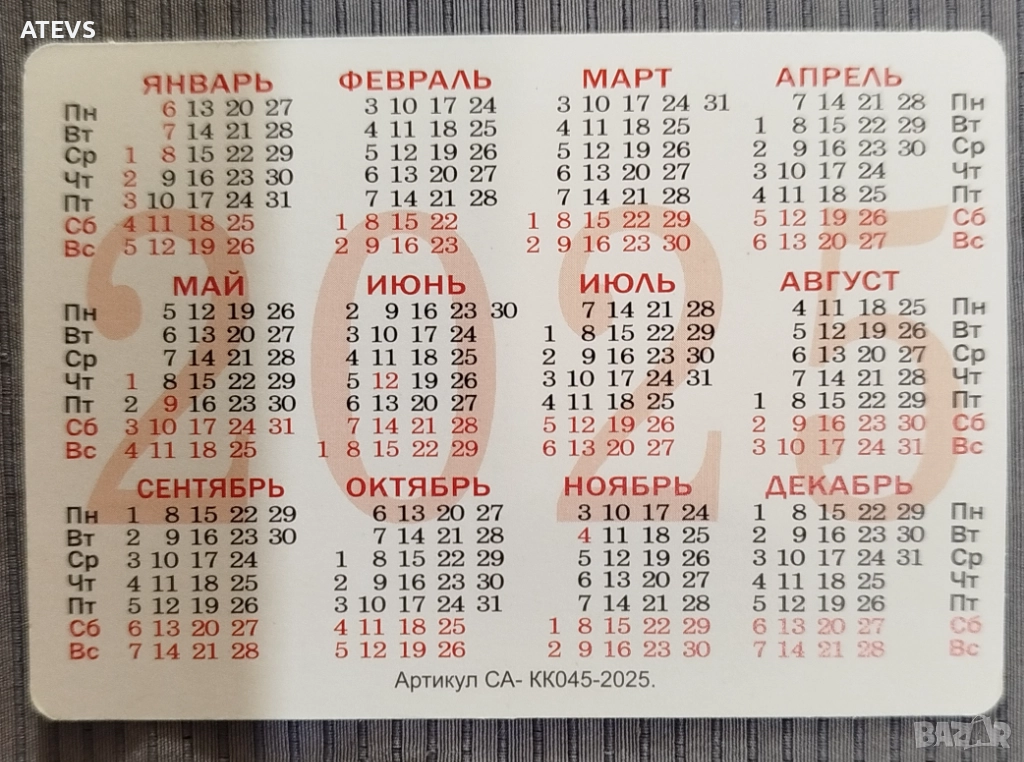 ATEVS
ЯНВАРЬ ФЕВРАЛЬ МАРТ АПРЕЛЬ
Пн 6 13 20 27 3 10 17 24 3 10 17 24 31 7 14 21 28 Пн
Вт 7 14 21 28 4 11 18 25 4 11 18 25 1 8 15 22 29 Вт
Ср 1 8 15 22 29 5 12 19 26 5 12 19 26 2 9 16 23 30 Ср
Чт 2 9 16 23 30 6 13 20 27 6 13 20 27 3 10 17 24 Чт
Пт 3 10 17 24 31 7 14 21 28 7 14 21 28 4 11 18 25 Пт
Сб 4 11 18 25 1 8 15 22 1 8 15 22 29 5 12 19 26 Сб
Вс 5 12 19 26 2 9 16 23 2 9 16 23 30 6 13 20 27 Вс
2025
МАЙ ИЮНЬ ИЮЛЬ АВГУСТ
Пн 5 12 19 26 2 9 16 23 30 7 14 21 28 4 11 18 25 Пн
Вт 6 13 20 27 3 10 17 24 1 8 15 22 29 5 12 19 26 Вт
Ср 7 14 21 28 4 11 18 25 2 9 16 23 30 6 13 20 27 Ср
Чт 1 8 15 22 29 5 12 19 26 3 10 17 24 31 7 14 21 28 Чт
Пт 2 9 16 23 30 6 13 20 27 4 11 18 25 1 8 15 22 29 Пт
Сб 3 10 17 24 31 7 14 21 28 5 12 19 26 2 9 16 23 30 Сб
Вс 4 11 18 25 1 8 15 22 29 6 13 20 27 3 10 17 24 31 Вс
СЕНТЯБРЬ ОКТЯБРЬ НОЯБРЬ ДЕКАБРЬ
Пн 1 8 15 22 29 6 13 20 27 3 10 17 24 1 8 15 22 29 Пн
Вт 2 9 16 23 30 7 14 21 28 4 11 18 25 2 9 16 23 30 Вт
Ср 3 10 17 24 1 8 15 22 29 5 12 19 26 3 10 17 24 31 Ср
Чт 4 11 18 25 2 9 16 23 30 6 13 20 27 4 11 18 25 Чт
Пт 5 12 19 26 3 10 17 24 31 7 14 21 28 5 12 19 26 Пт
Сб 6 13 20 27 4 11 18 25 1 8 15 22 29 6 13 20 27 Сб
Вс 7 14 21 28 5 12 19 26 2 9 16 23 30 7 14 21 28 Вс
Артикул СА- КК045-2025.
BAZAR